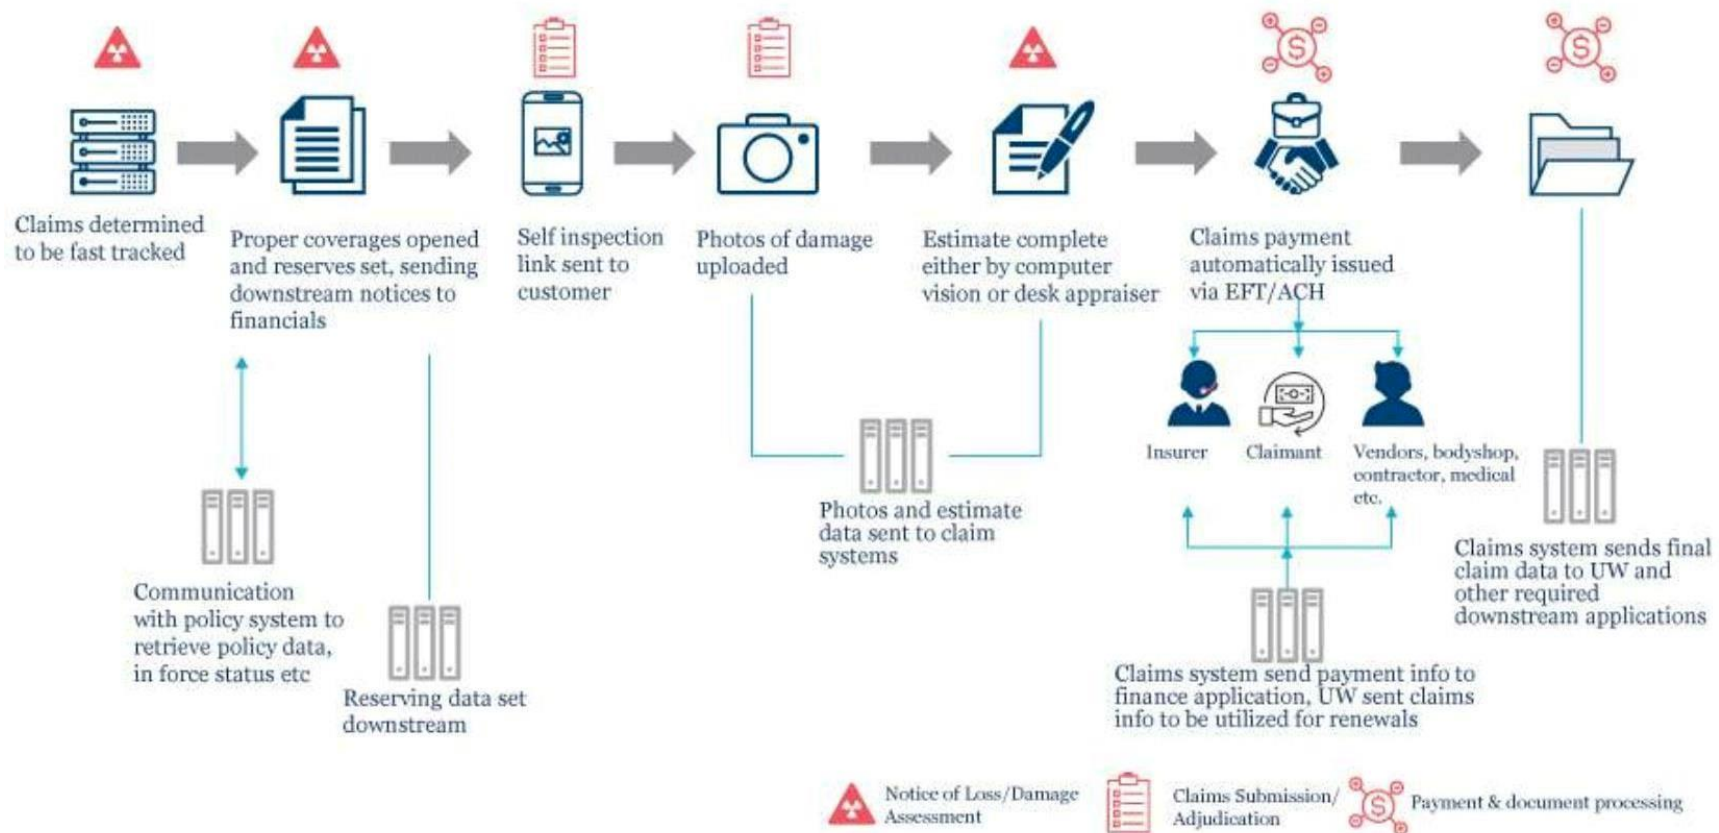 Claims determined
to be fast tracked
Proper coverages opened
and reserves set, sending
downstream notices to
financials
Self inspection
link sent to
customer
Photos of damage
uploaded
Estimate complete
either by computer
vision or desk appraiser
Claims payment
automatically issued
via EFT/ACH
Insurer
Claimant
Vendors, bodyshop,
contractor, medical
etc.
Communication
with policy system to
retrieve policy data,
in force status etc
Reserving data set
downstream
Photos and estimate
data sent to claim
systems
Claims system send payment info to
finance application, UW sent claims
info to be utilized for renewals
Claims system sends final
claim data to UW and
other required
downstream applications
Notice of Loss/Damage
Assessment
Claims Submission/
Adjudication
Payment & document processing